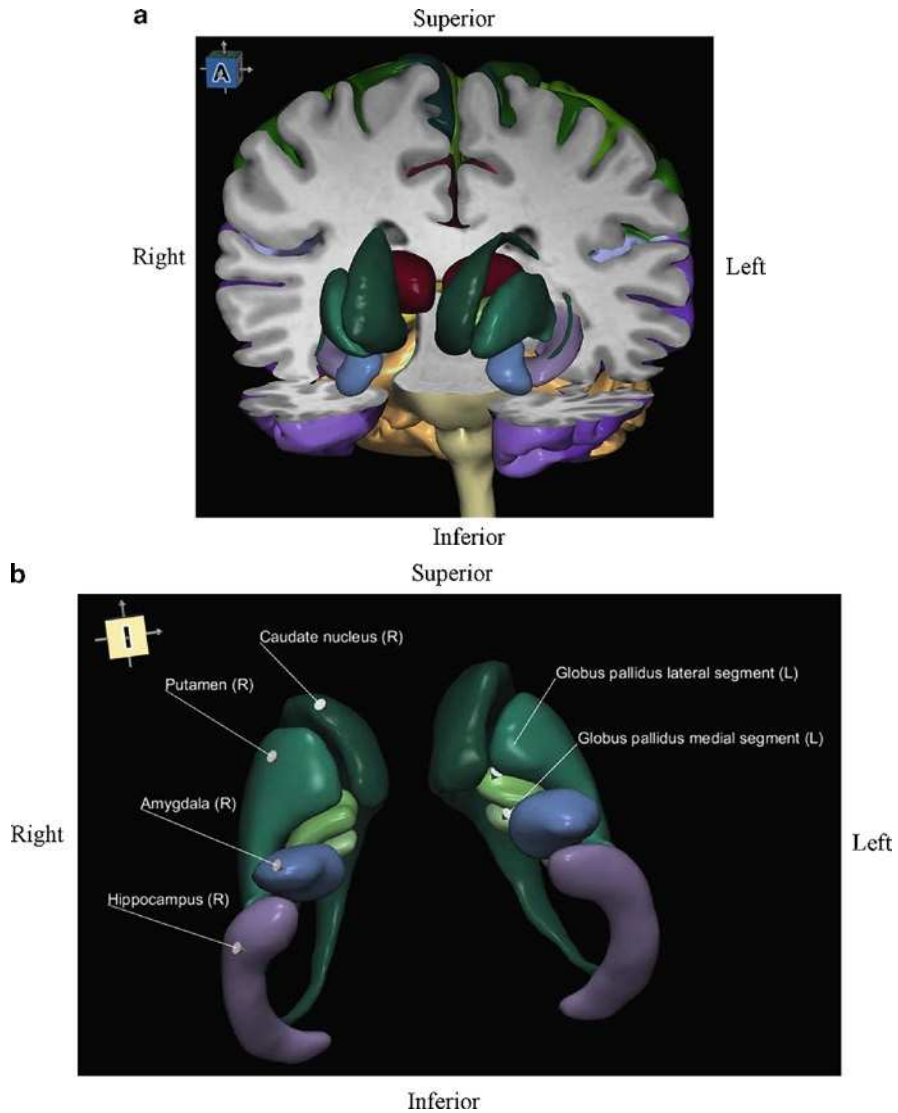 a
Superior
A
Right
Left
Inferior
b
Superior
I
Caudate nucleus (R)
Globus pallidus lateral segment (L)
Putamen (R)
Globus pallidus medial segment (L)
Amygdala (R)
Right
Left
Hippocampus (R)
Inferior